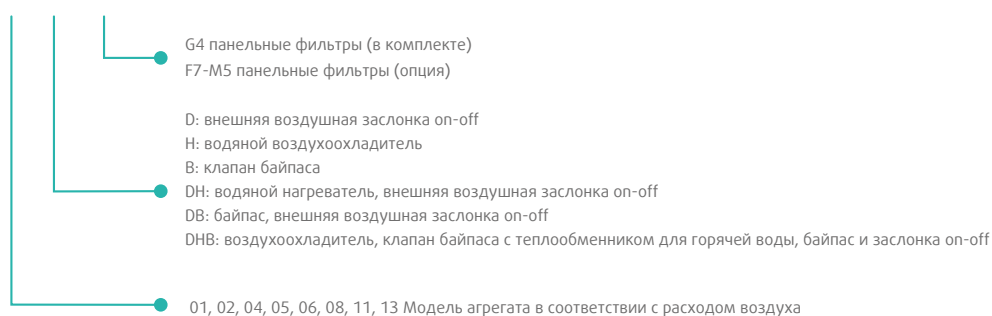 G4 панельные фильтры (в комплекте)
F7-M5 панельные фильтры (опция)
D: внешняя воздушная заслонка on-off
H: водяной воздухоохладитель
B: клапан байпаса
DH: водяной нагреватель, внешняя воздушная заслонка on-off
DB: байпас, внешняя воздушная заслонка on-off
DHB: воздухоохладитель, клапан байпаса с теплообменником для горячей воды, байпас и заслонка on-off
01, 02, 04, 05, 06, 08, 11, 13 Модель агрегата в соответствии с расходом воздуха